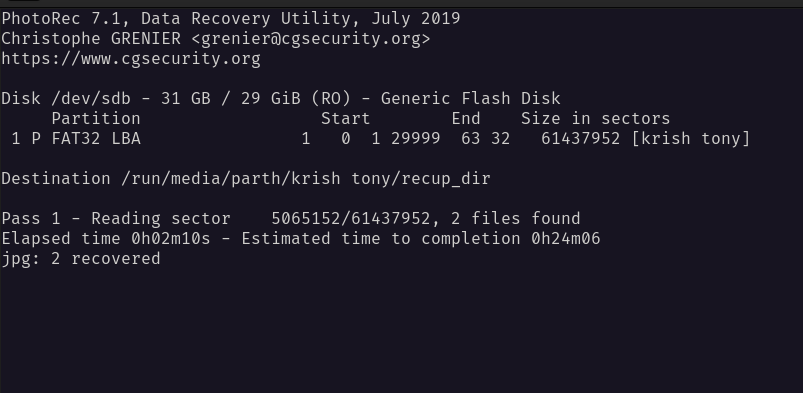 PhotoRec 7.1, Data Recovery Utility, July 2019
Christophe GRENIER <grenier@cgsecurity.org>
https://www.cgsecurity.org
Disk /dev/sdb - 31 GB / 29 GiB (RO) - Generic Flash Disk
Partition Start End Size in sectors
1 P FAT32 LBA 1 0 1 29999 63 32 61437952 [krish tony]
Destination /run/media/parth/krish tony/recup_dir
Pass 1 - Reading sector 5065152/61437952, 2 files found
Elapsed time 0h02m10s - Estimated time to completion 0h24m06
jpg: 2 recovered